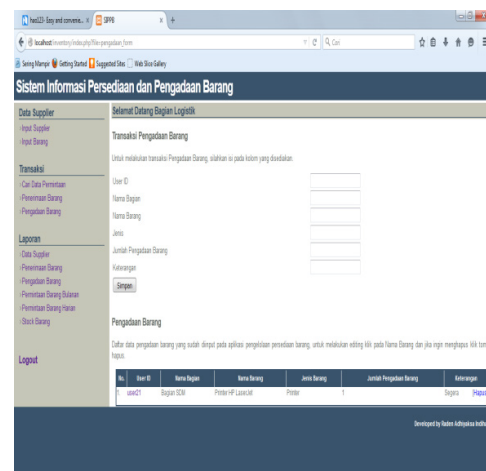 hao123- Easy and convenie...
SPPB
localhost/inventory/index.php/files-pengadaan_form
Cari
Sering Mampir
Getting Started
Suggested Sites
Web Slice Gallery
Sistem Informasi Persediaan dan Pengadaan Barang
Data Supplier
Input Supplier
Input Barang
Transaksi
Cari Data Permintaan
Penerimaan Barang
Pengadaan Barang
Laporan
Data Supplier
Penerimaan Barang
Pengadaan Barang
Permintaan Barang Bulanan
Permintaan Barang Harian
Stock Barang
Logout
Selamat Datang Bagian Logistik
Transaksi Pengadaan Barang
Untuk melakukan transaksi Pengadaan Barang, silahkan isi pada kolom yang disediakan.
User ID
Nama Bagian
Nama Barang
Jenis
Jumlah Pengadaan Barang
Keterangan
Simpan
Pengadaan Barang
Daftar data pengadaan barang yang sudah diinput pada aplikasi pengelolaan persediaan barang, untuk melakukan editing klik pada Nama Barang dan jika ingin menghapus klik tom
hapus.
No. User ID Nama Bagian Nama Barang Jenis Barang Jumlah Pengadaan Barang Keterangan
1 user21 Bagian SDM Printer HP LaserJet Printer 1 Segera [Hapus
Developed by Raden Adhipaksa Indha